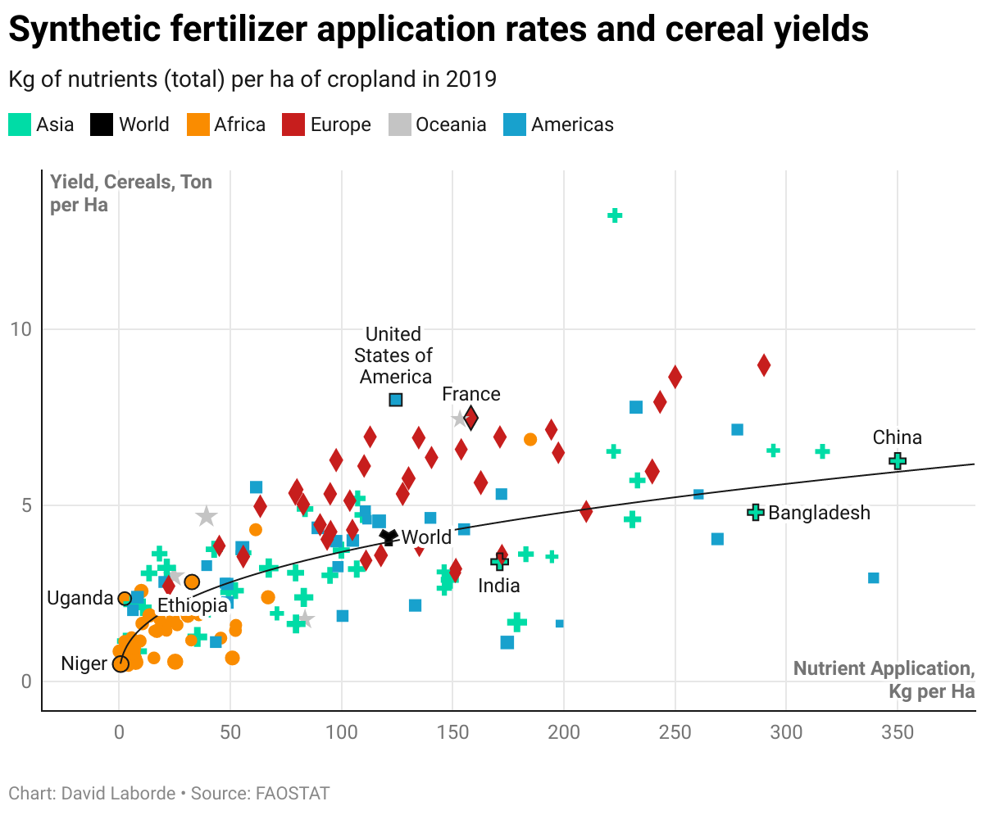 Synthetic fertilizer application rates and cereal yields
Kg of nutrients (total) per ha of cropland in 2019
Asia World Africa Europe Oceania Americas
Yield, Cereals, Ton
per Ha
10
United
States of
America
France
China
5
Bangladesh
World
India
Uganda
Ethiopia
Niger
Nutrient Application,
Kg per Ha
0
0 50 100 150 200 250 300 350
Chart: David Laborde • Source: FAOSTAT